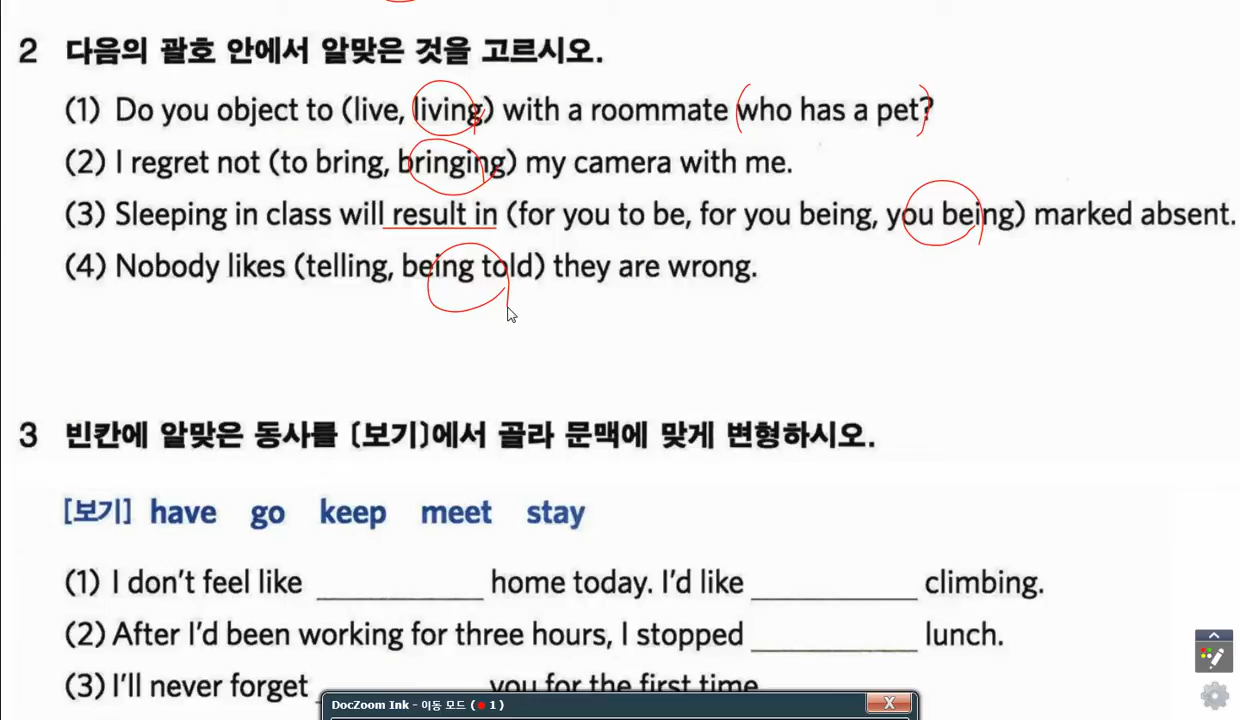 2 다음의 괄호 안에서 알맞은 것을 고르시오.
(1) Do you object to (live, living) with a roommate who has a pet?
(2) I regret not (to bring, bringing) my camera with me.
(3) Sleeping in class will result in (for you to be, for you being, you being) marked absent.
(4) Nobody likes (telling, being told) they are wrong.
3 빈칸에 알맞은 동사를 [보기]에서 골라 문맥에 맞게 변형하시오.
[보기] have go keep meet stay
(1) I don't feel like ____________ home today. I'd like ____________ climbing.
(2) After I'd been working for three hours, I stopped ____________ lunch.
(3) I'll never forget ____________ you for the first time
DocZoom Ink - 이동 모드 ( 1 )
X